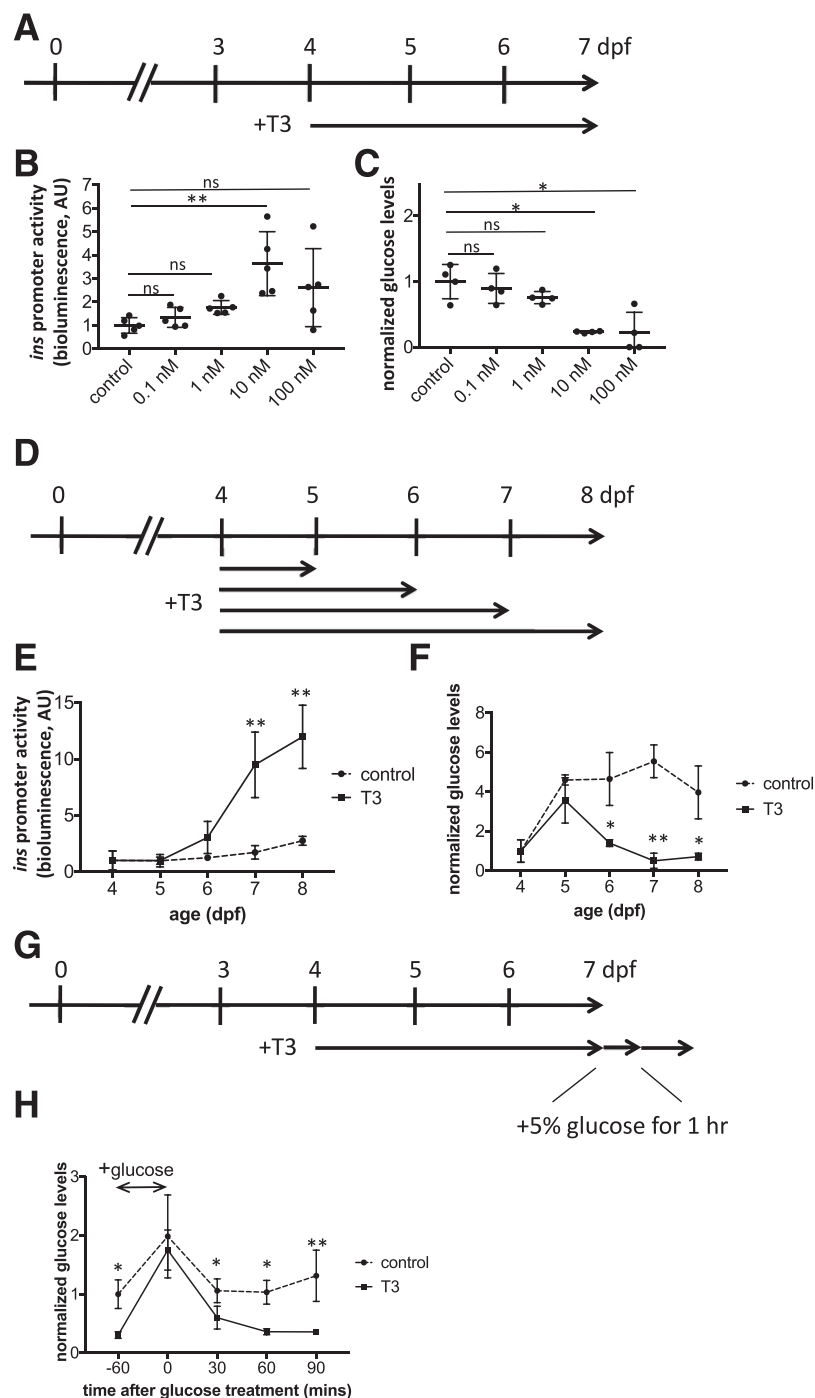 A
0 3 4 5 6 7 dpf
+T3
B
ins promoter activity
(bioluminescence, AU)
7
6
5
4
3
2
1
0
ns
**
ns
ns
control 0.1 nM 1 nM 10 nM 100 nM
C
normalized glucose levels
2
1
0
*
*
ns
ns
control 0.1 nM 1 nM 10 nM 100 nM
D
0 4 5 6 7 8 dpf
+T3
E
ins promoter activity
(bioluminescence, AU)
15
10
5
0
** **
control
T3
4 5 6 7 8
age (dpf)
F
normalized glucose levels
8
6
4
2
0
* ** *
control
T3
4 5 6 7 8
age (dpf)
G
0 3 4 5 6 7 dpf
+T3
+5% glucose for 1 hr
H
normalized glucose levels
3
2
1
0
+glucose
* * * **
control
T3
-60 0 30 60 90
time after glucose treatment (mins)